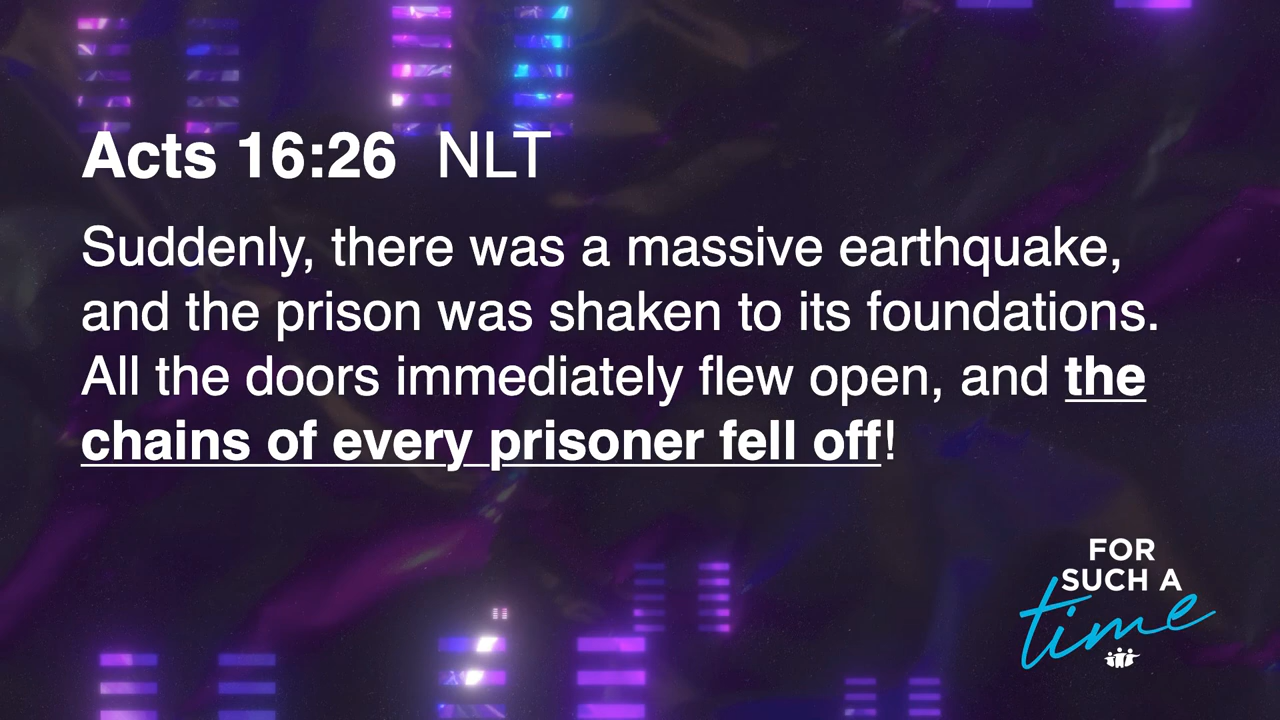 Acts 16:26 NLT
Suddenly, there was a massive earthquake,
and the prison was shaken to its foundations.
All the doors immediately flew open, and the
chains of every prisoner fell off!
FOR
SUCH A
time